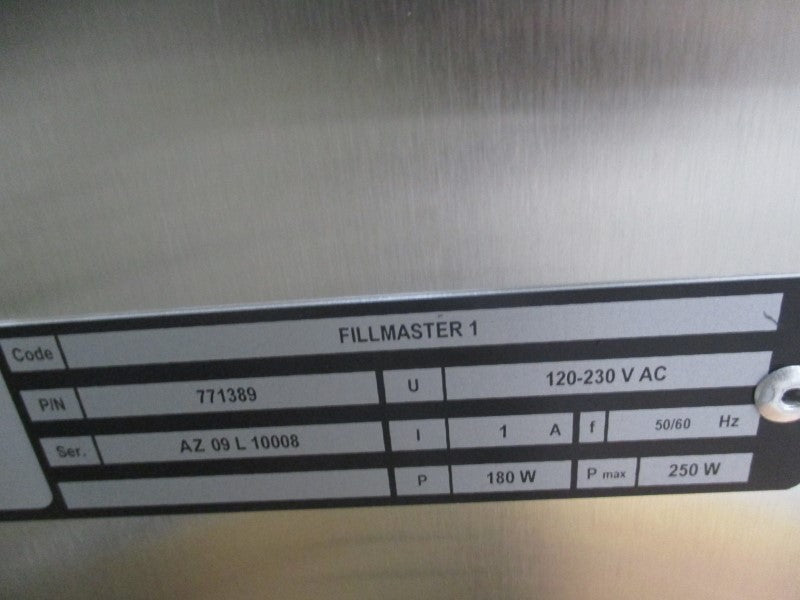 Code FILLMASTER 1
P/N 771389 U 120-230 V AC
Ser. AZ 09 L 10008 I 1 A f 50/60 Hz
P 180 W P max 250 W